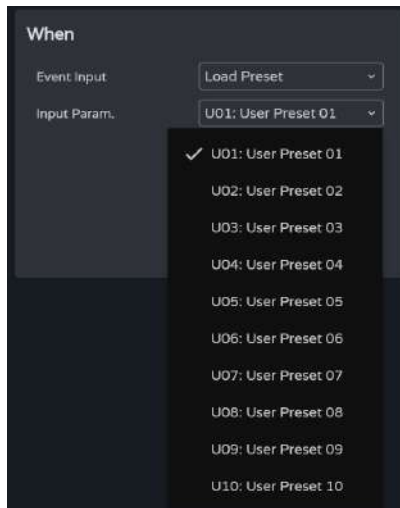 When
Event Input Load Preset
Input Param. U01: User Preset 01
U01: User Preset 01
U02: User Preset 02
U03: User Preset 03
U04: User Preset 04
U05: User Preset 05
U06: User Preset 06
U07: User Preset 07
U08: User Preset 08
U09: User Preset 09
U10: User Preset 10